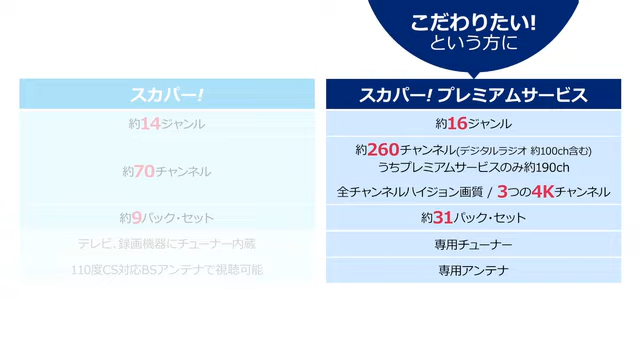 こだわりたい!
という方に
スカパー!
約14ジャンル
約70チャンネル
約9パック・セット
テレビ、録画機器にチューナー内蔵
110度CS対応BSアンテナで視聴可能
スカパー! プレミアムサービス
約16ジャンル
約260チャンネル(デジタルラジオ 約100ch含む)
うちプレミアムサービスのみ約190ch
全チャンネルハイジョン画質 / 3つの4Kチャンネル
約31パック・セット
専用チューナー
専用アンテナ